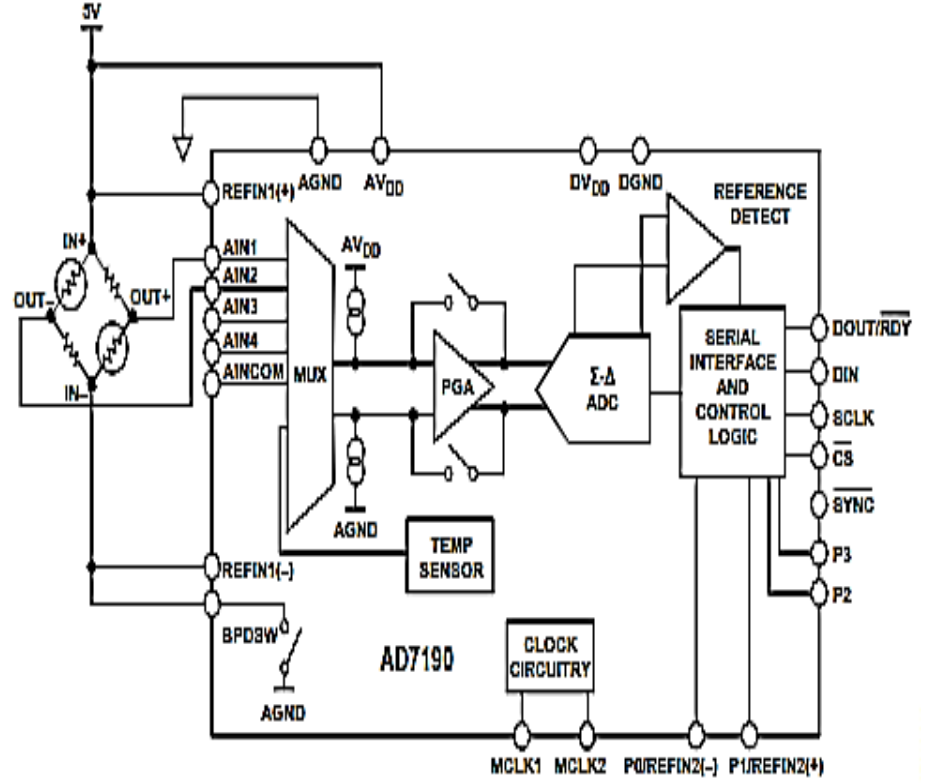 5V
AGND
AVDD
DVDD
DGND
REFIN1(+)
REFERENCE
DETECT
IN+
AIN1
AVDD
AIN2
OUT–
OUT+
AIN3
AIN4
AINCOM
MUX
PGA
Σ-Δ
ADC
SERIAL
INTERFACE
AND
CONTROL
LOGIC
DOUT/RDY
DIN
SCLK
CS
SYNC
P3
P2
IN–
AGND
TEMP
SENSOR
REFIN1(–)
BPDSW
AGND
AD7190
CLOCK
CIRCUITRY
MCLK1
MCLK2
P0/REFIN2(–)
P1/REFIN2(+)